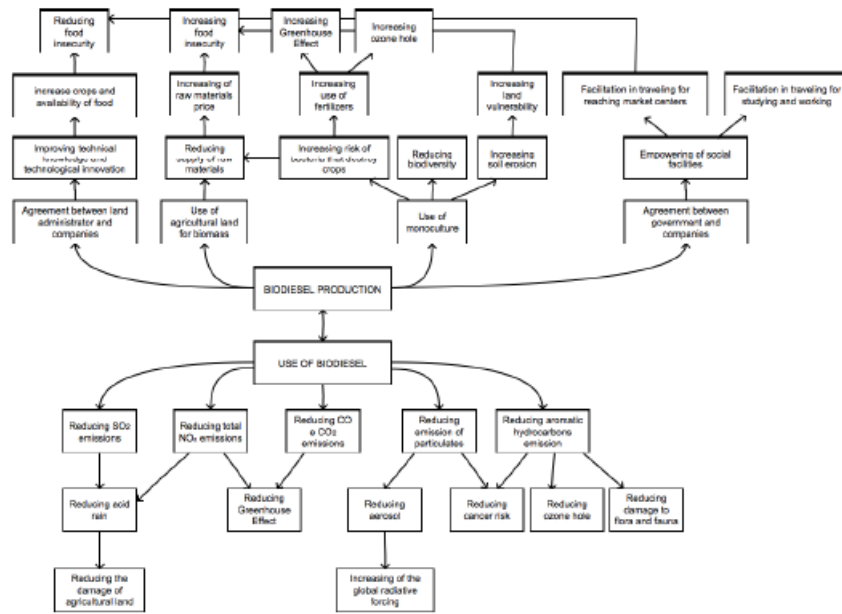 Reducing
food
insecurity
Increasing
food
insecurity
Increasing
Greenhouse
Effect
Increasing
ozone hole
increase crops and
availability of food
Increasing of
raw materials
price
Increasing
use of
fertilizers
Increasing
land
vulnerability
Facilitation in traveling for
reaching market centers
Facilitation in traveling for
studying and working
Improving technical
knowledge and
technological innovation
Reducing
supply of raw
materials
Increasing risk of
bacteria that destroy
crops
Reducing
biodiversity
Increasing
soil erosion
Empowering of social
facilities
Agreement between land
administrator and
companies
Use of
agricultural land
for biomass
Use of
monoculture
Agreement between
government and
companies
BIODIESEL PRODUCTION
USE OF BIODIESEL
Reducing SO₂
emissions
Reducing total
NOₓ emissions
Reducing CO
e CO₂
emissions
Reducing
emission of
particulates
Reducing aromatic
hydrocarbons
emission
Reducing acid
rain
Reducing
Greenhouse
Effect
Reducing
aerosol
Reducing
cancer risk
Reducing
ozone hole
Reducing
damage to
flora and fauna
Reducing the
damage of
agricultural land
Increasing of the
global radiative
forcing